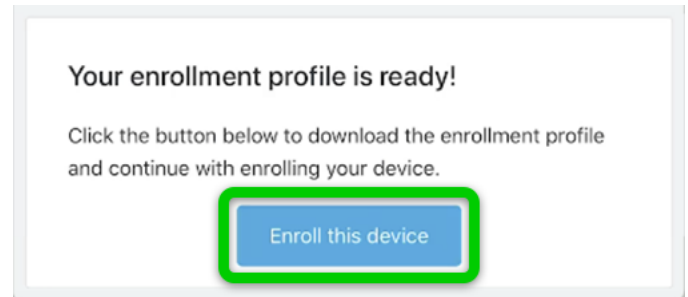 Your enrollment profile is ready!
Click the button below to download the enrollment profile
and continue with enrolling your device.
Enroll this device